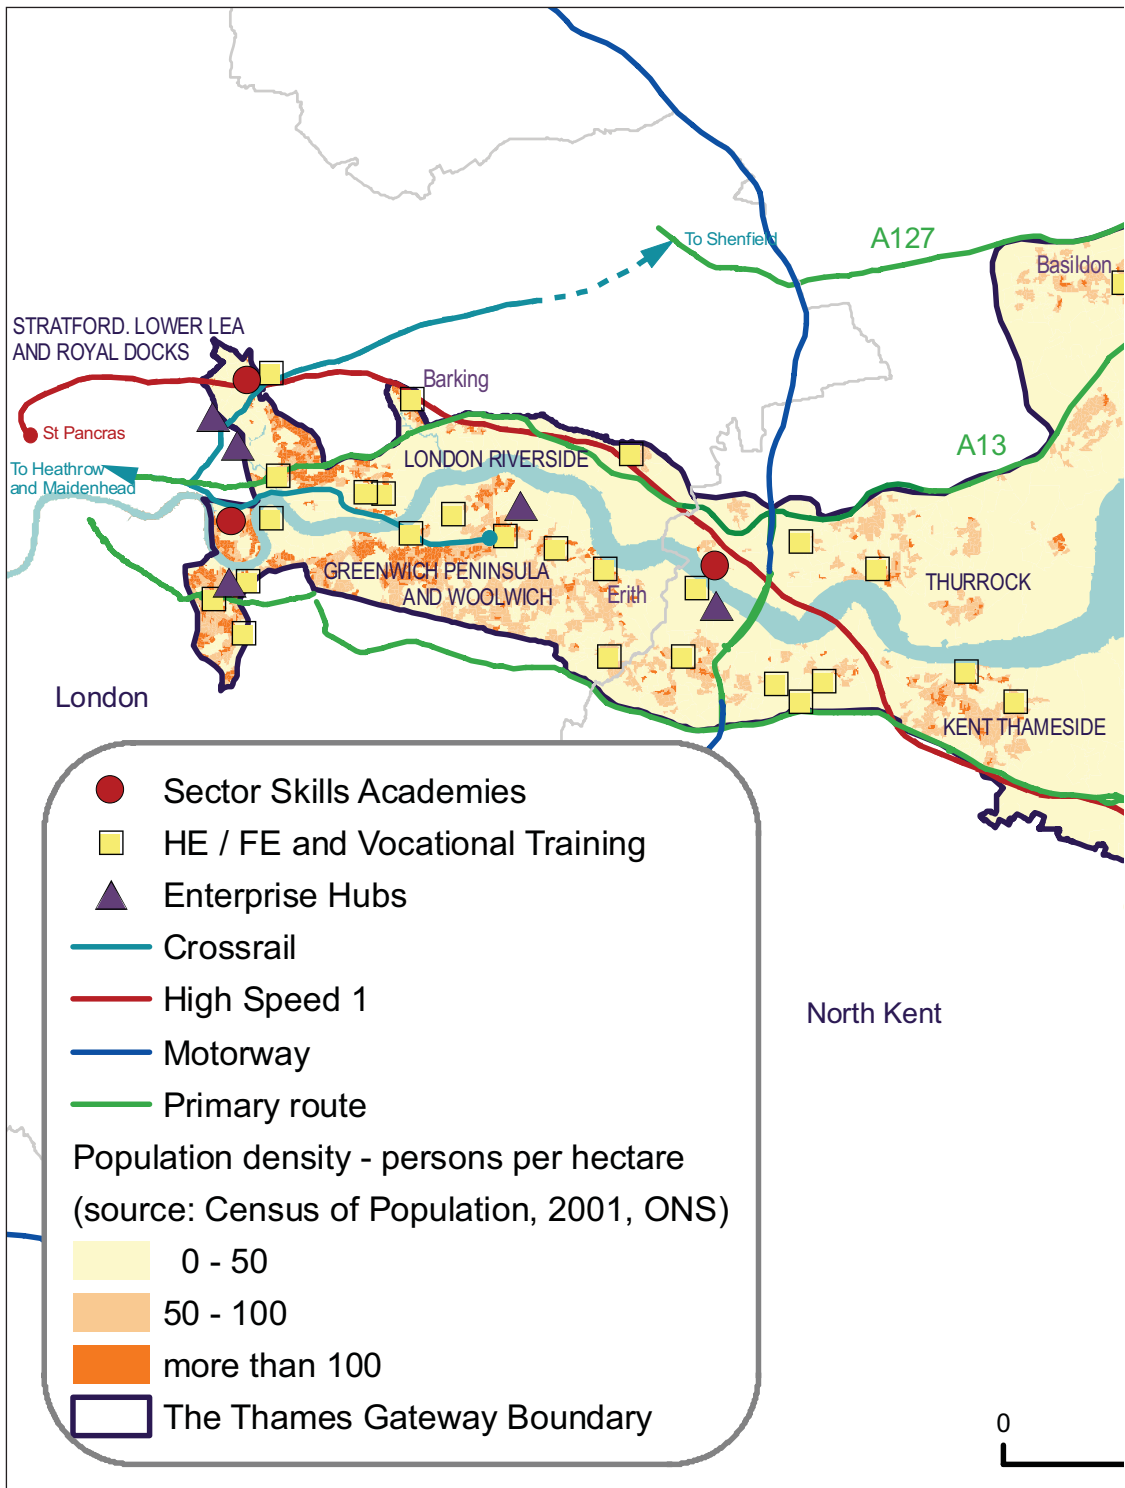 To Shenfield
A127
Basildon
STRATFORD. LOWER LEA
AND ROYAL DOCKS
Barking
St Pancras
A13
LONDON RIVERSIDE
To Heathrow
and Maidenhead
GREENWICH PENINSULA
AND WOOLWICH
Erith
THURROCK
London
KENT THAMESIDE
Sector Skills Academies
HE / FE and Vocational Training
Enterprise Hubs
Crossrail
High Speed 1
North Kent
Motorway
Primary route
Population density - persons per hectare
(source: Census of Population, 2001, ONS)
0 - 50
50 - 100
more than 100
The Thames Gateway Boundary
0